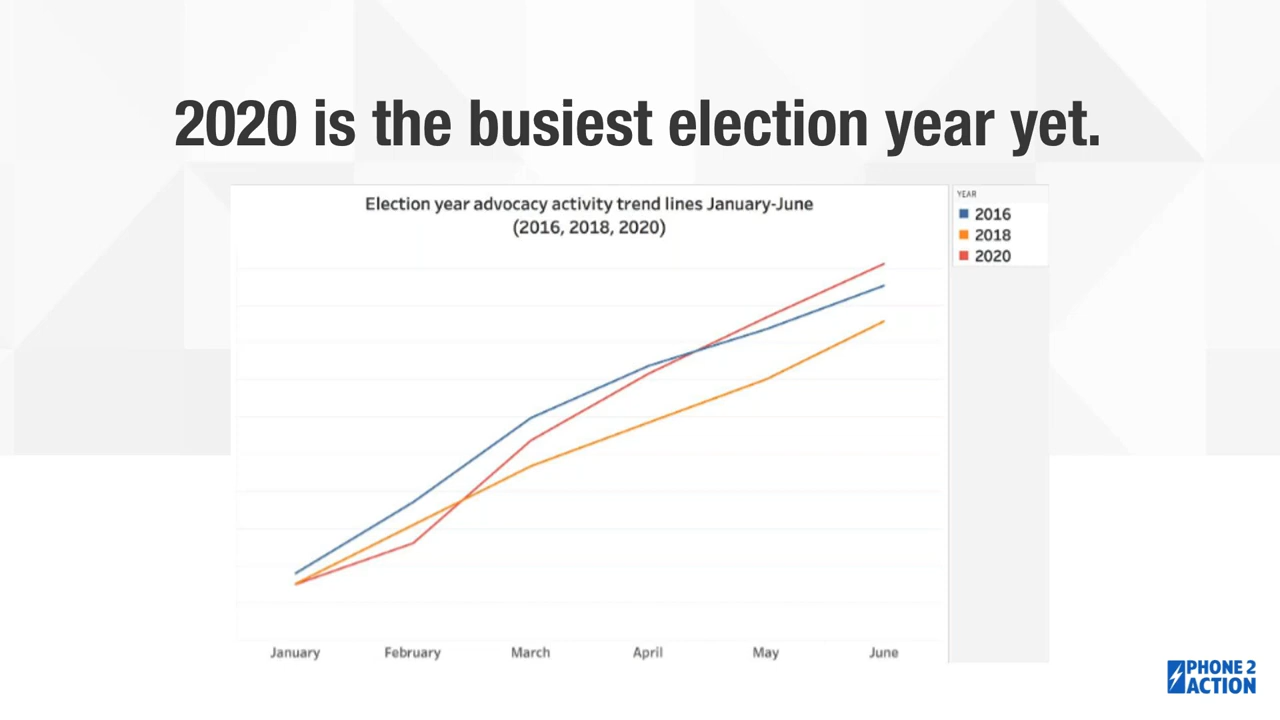 2020 is the busiest election year yet.
Election year advocacy activity trend lines January-June
(2016, 2018, 2020)
YEAR
2016
2018
2020
January February March April May June
PHONE 2
ACTION